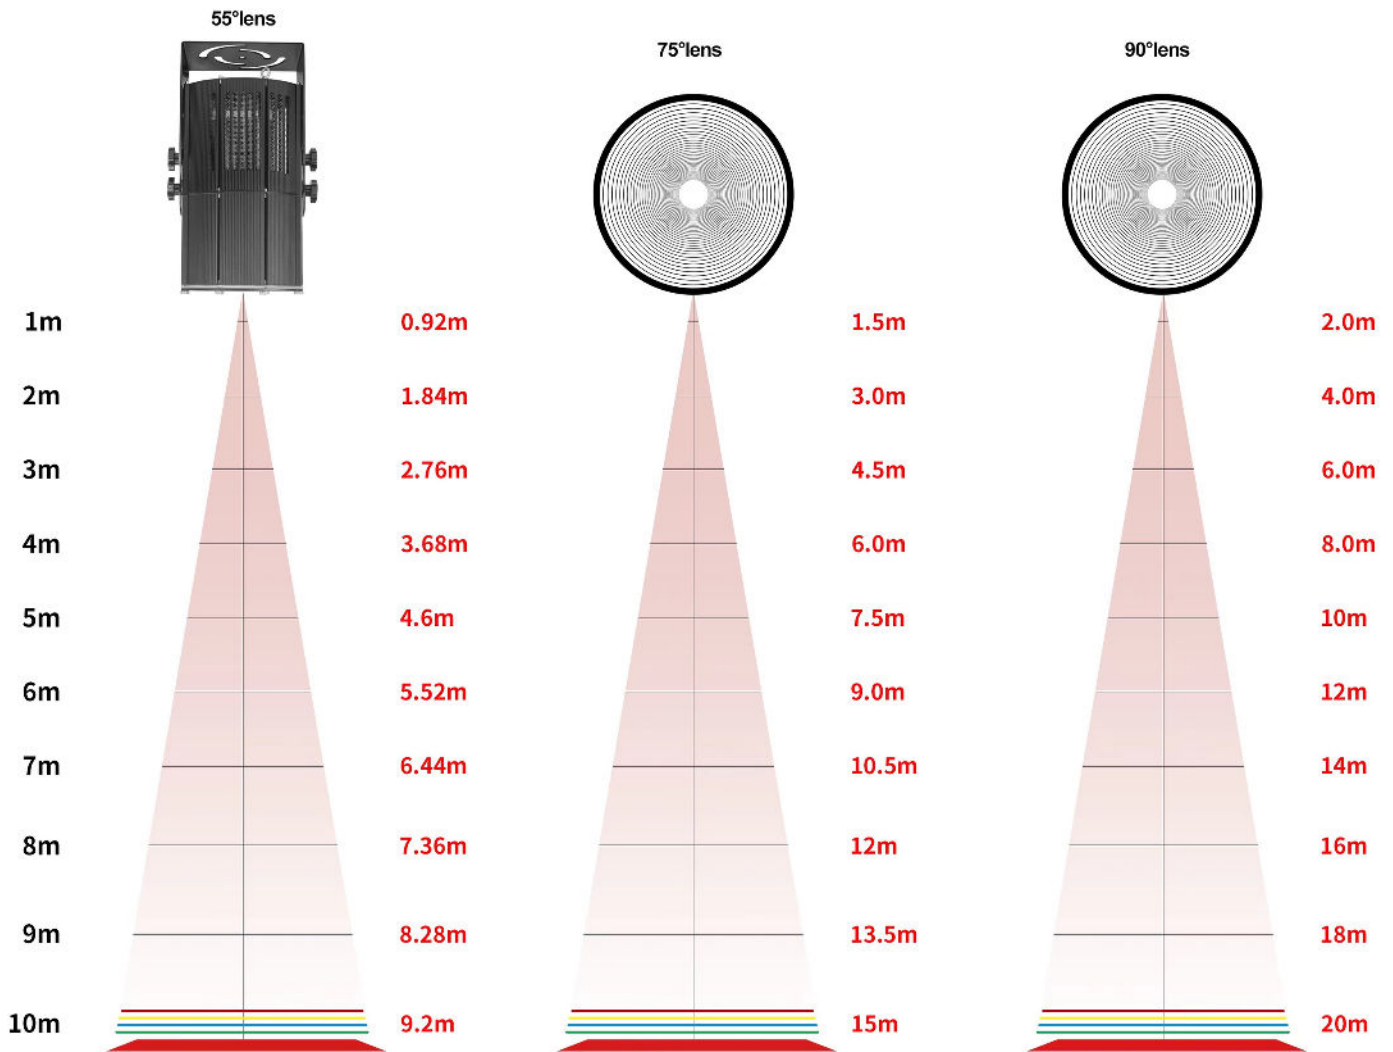 55°lens
75°lens
90°lens
1m 0.92m 1.5m 2.0m
2m 1.84m 3.0m 4.0m
3m 2.76m 4.5m 6.0m
4m 3.68m 6.0m 8.0m
5m 4.6m 7.5m 10m
6m 5.52m 9.0m 12m
7m 6.44m 10.5m 14m
8m 7.36m 12m 16m
9m 8.28m 13.5m 18m
10m 9.2m 15m 20m